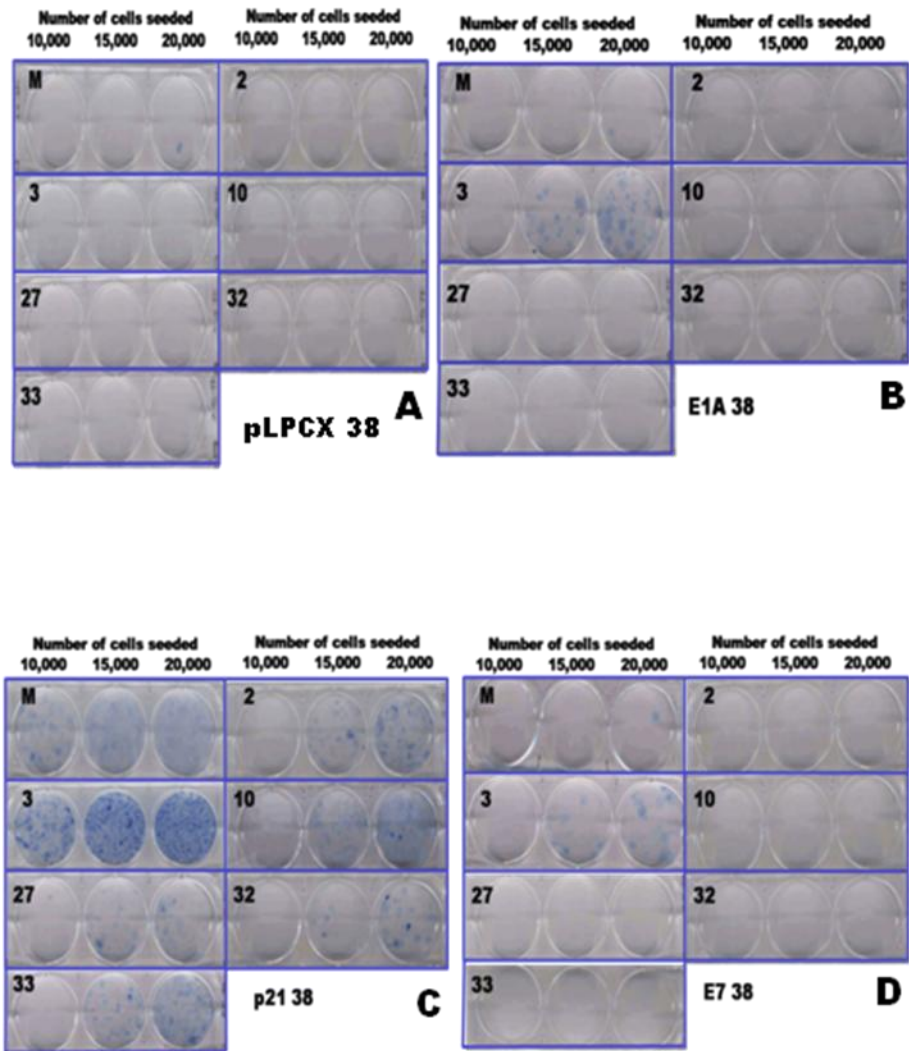 Number of cells seeded
10,000 15,000 20,000
Number of cells seeded
10,000 15,000 20,000
M
2
3
10
27
32
33
pLPCX 38
A
Number of cells seeded
10,000 15,000 20,000
Number of cells seeded
10,000 15,000 20,000
M
2
3
10
27
32
33
E1A 38
B
Number of cells seeded
10,000 15,000 20,000
Number of cells seeded
10,000 15,000 20,000
M
2
3
10
27
32
33
p21 38
C
Number of cells seeded
10,000 15,000 20,000
Number of cells seeded
10,000 15,000 20,000
M
2
3
10
27
32
33
E7 38
D